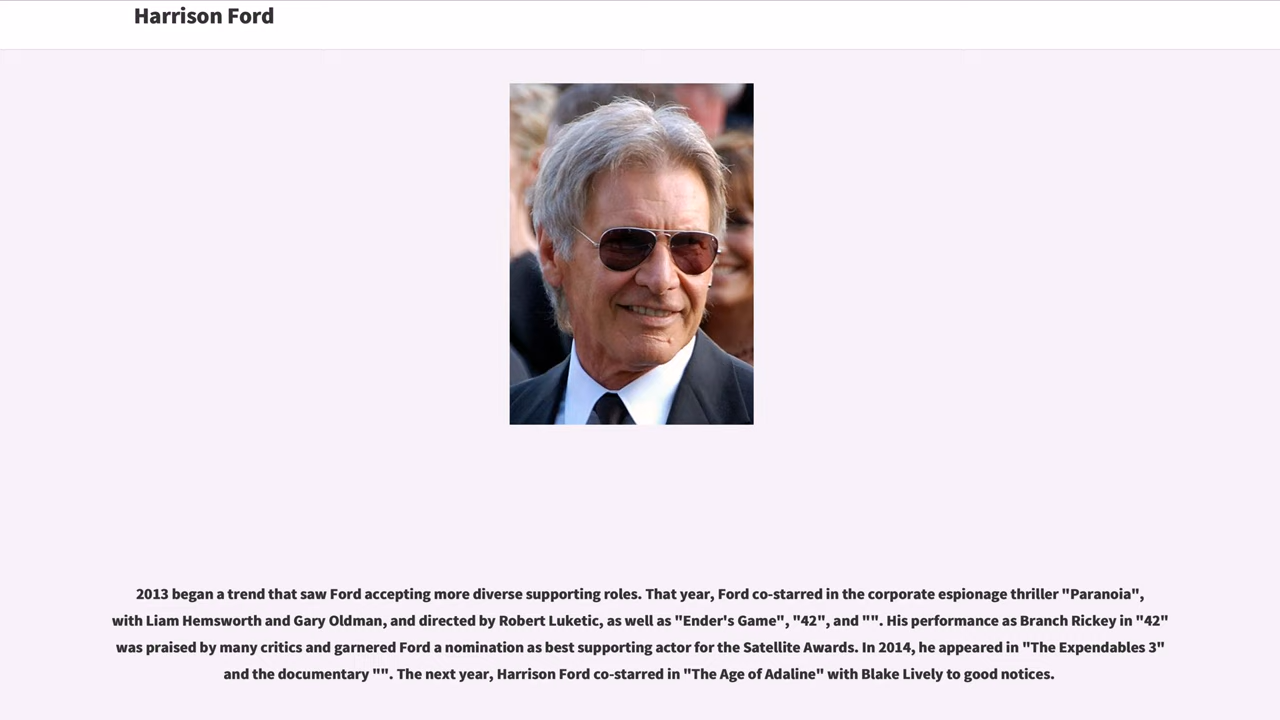 Harrison Ford
2013 began a trend that saw Ford accepting more diverse supporting roles. That year, Ford co-starred in the corporate espionage thriller "Paranoia",
with Liam Hemsworth and Gary Oldman, and directed by Robert Luketic, as well as "Ender's Game", "42", and "". His performance as Branch Rickey in "42"
was praised by many critics and garnered Ford a nomination as best supporting actor for the Satellite Awards. In 2014, he appeared in "The Expendables 3"
and the documentary "". The next year, Harrison Ford co-starred in "The Age of Adaline" with Blake Lively to good notices.